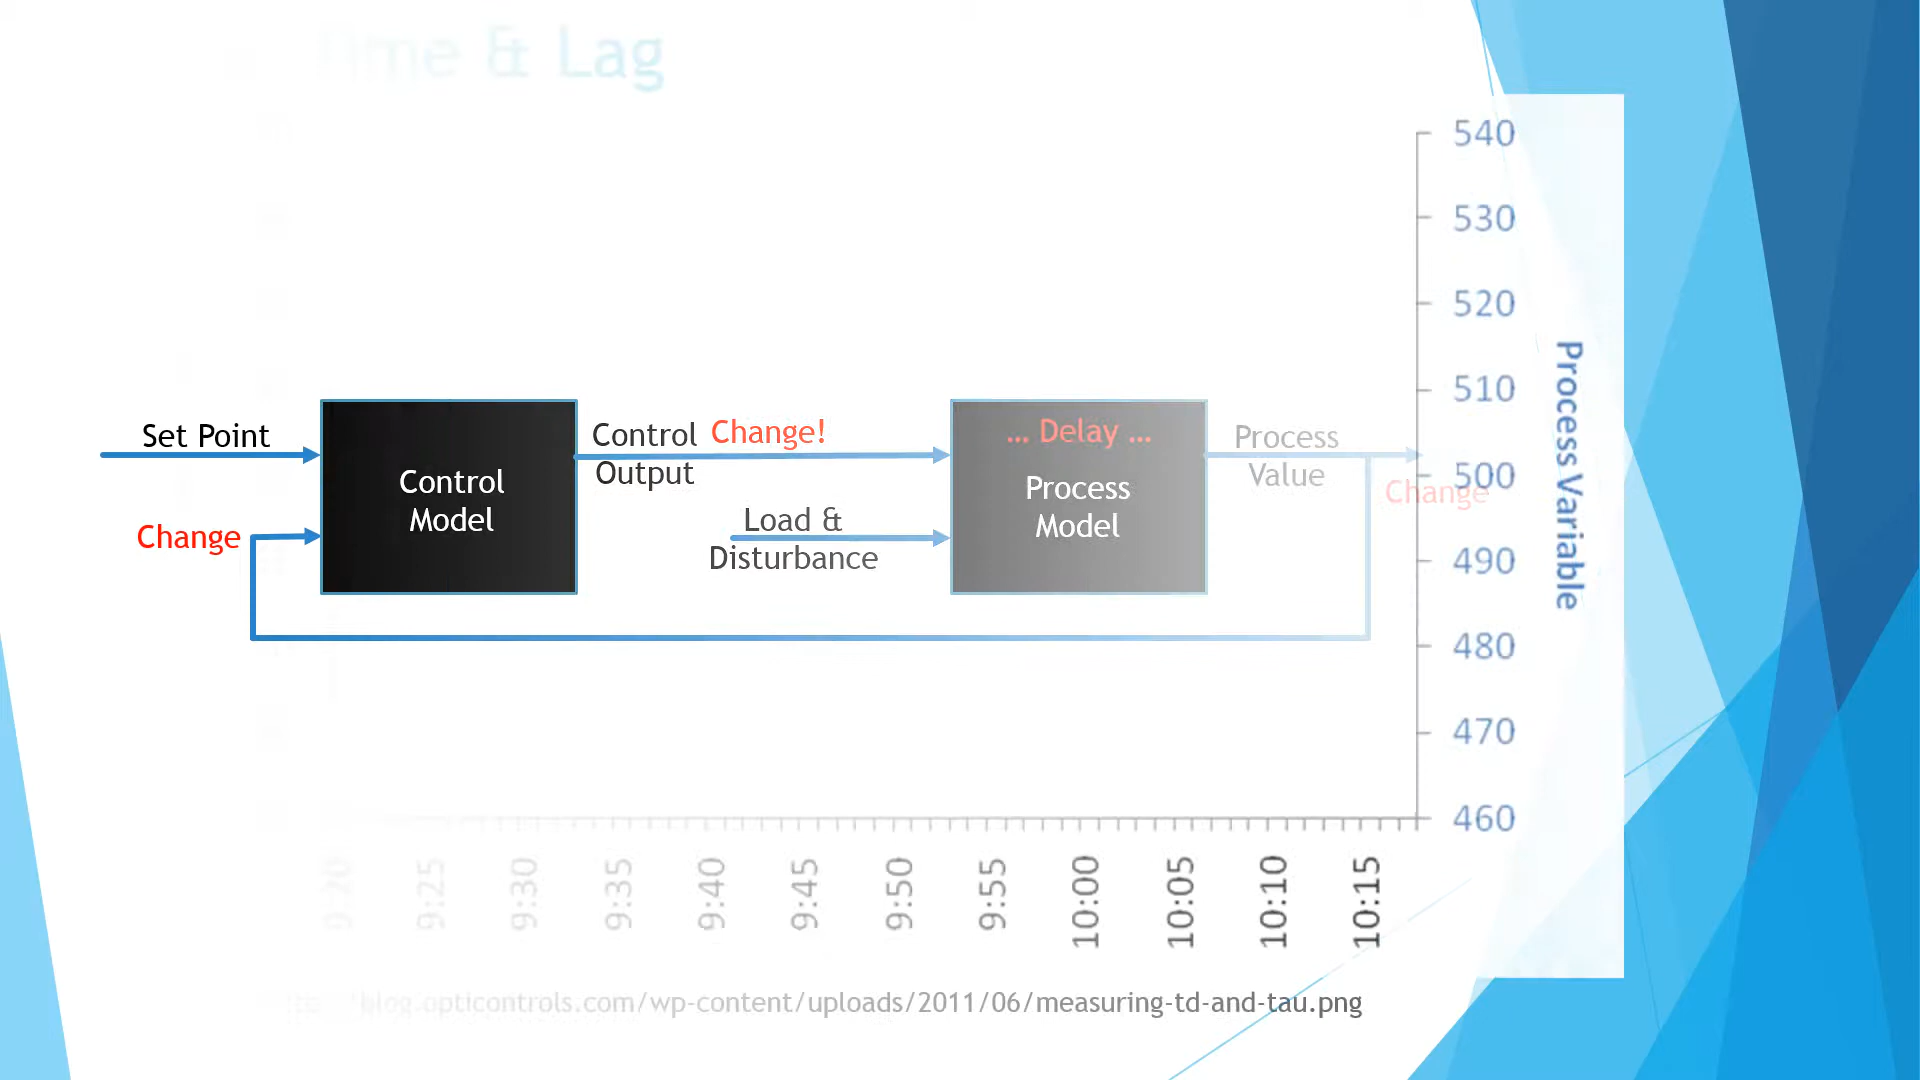 Time & Lag
540
530
520
510
500
490
480
470
460
Process Variable
Set Point
Control
Model
Change
Control Change!
Output
Load &
Disturbance
... Delay ...
Process
Model
Process
Value
Change
9:20
9:25
9:30
9:35
9:40
9:45
9:50
9:55
10:00
10:05
10:10
10:15
blog.opticontrols.com/wp-content/uploads/2011/06/measuring-td-and-tau.png